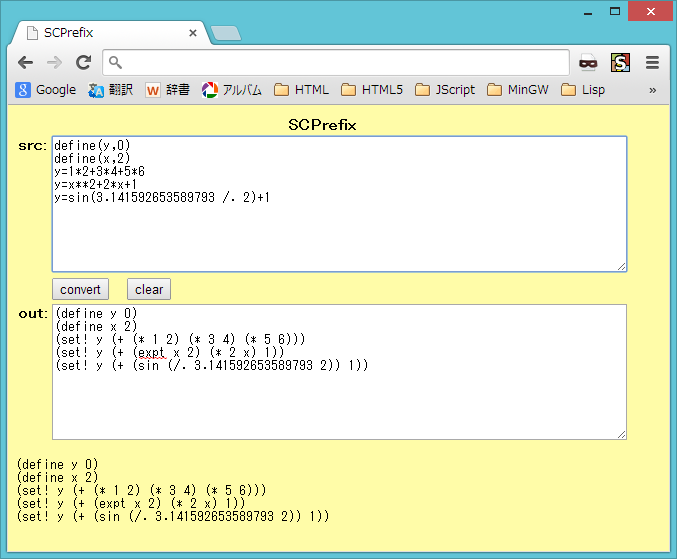 SCPrefix
Google 翻訳 辞書 アルバム HTML HTML5 JScript MinGW Lisp »
SCPrefix
src:
define(y,0)
define(x,2)
y=1*2+3*4+5*6
y=x**2+2*x+1
y=sin(3.141592653589793 /. 2)+1
convert clear
out:
(define y 0)
(define x 2)
(set! y (+ (* 1 2) (* 3 4) (* 5 6)))
(set! y (+ (expt x 2) (* 2 x) 1))
(set! y (+ (sin (/. 3.141592653589793 2)) 1))
(define y 0)
(define x 2)
(set! y (+ (* 1 2) (* 3 4) (* 5 6)))
(set! y (+ (expt x 2) (* 2 x) 1))
(set! y (+ (sin (/. 3.141592653589793 2)) 1))